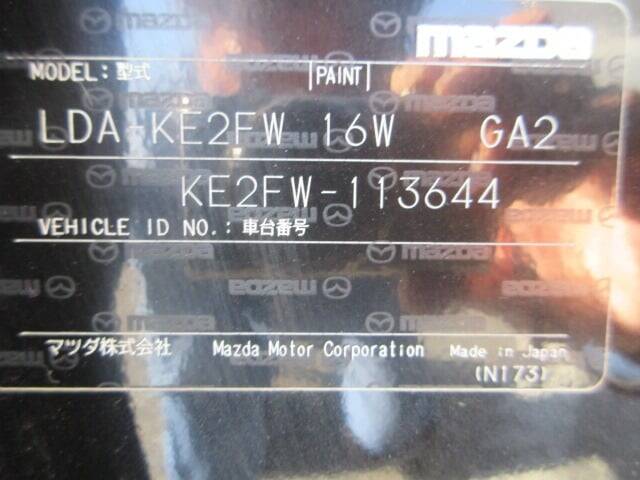 mazda
MODEL: 型式 |PAINT|
LDA-KE2FW 16W GA2
KE2FW-113644
VEHICLE ID NO.: 車台番号
マツダ株式会社 Mazda Motor Corporation Made in Japan
(N173)